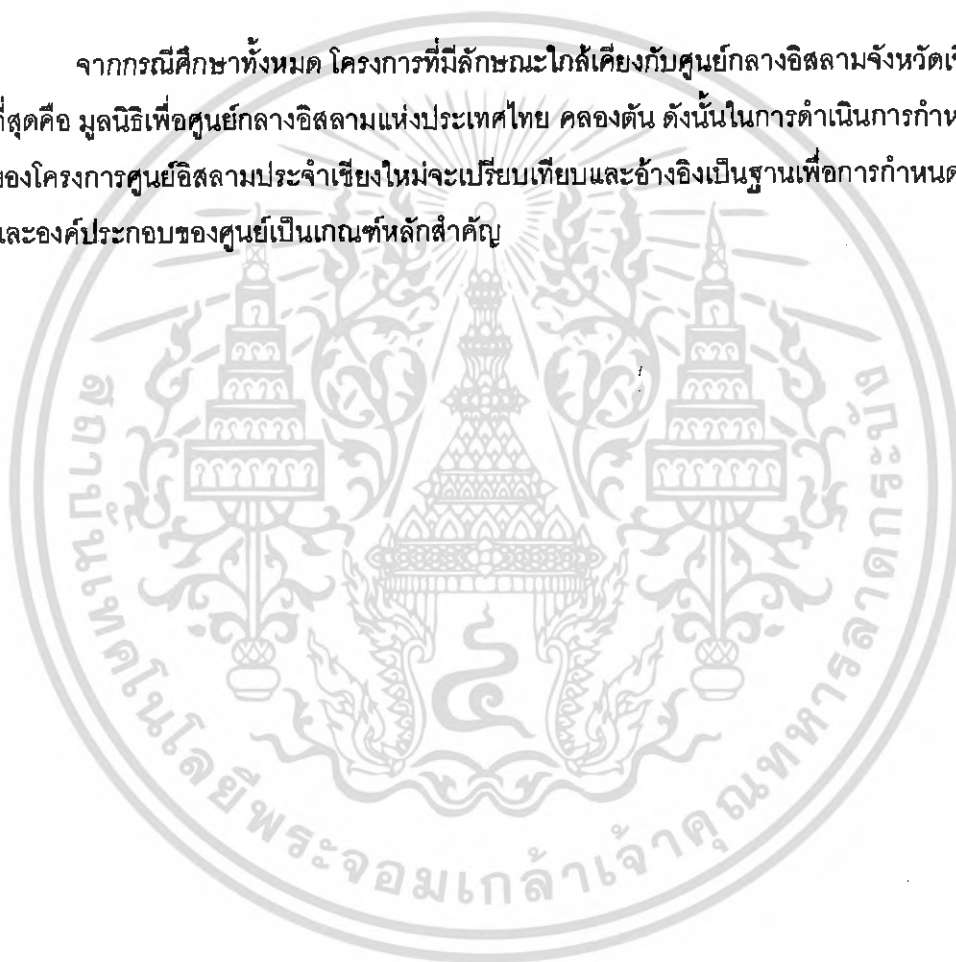 จากกรณีศึกษาทั้งหมด โครงการที่มีลักษณะใกล้เคียงกับศูนย์กลางอิสลามจังหวัดเ
ที่สุดคือ มูลนิธิเพื่อศูนย์กลางอิสลามแห่งประเทศไทย คลองตัน ดังนั้นในการดำเนินการกำห
ของโครงการศูนย์อิสลามประจำเชียงใหม่จะเปรียบเทียบและอ้างอิงเป็นฐานเพื่อการกำหนด
และองค์ประกอบของศูนย์เป็นเกณฑ์หลักสำคัญ
สถาบันเทคโนโลยีพระจอมเกล้าเจ้าคุณทหารลาดกระบัง